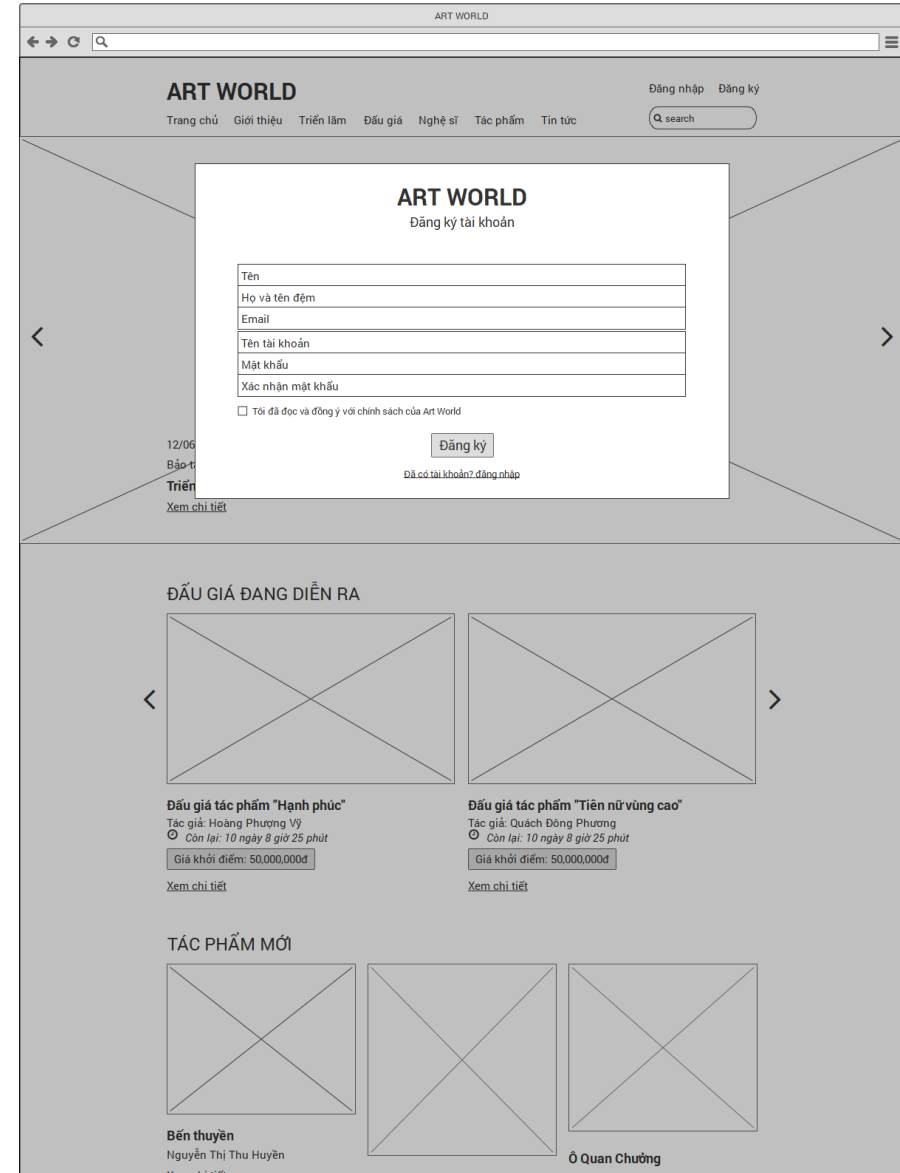 ART WORLD
ART WORLD
Đăng nhập Đăng ký
Trang chủ Giới thiệu Triển lãm Đấu giá Nghệ sĩ Tác phẩm Tin tức
search
ART WORLD
Đăng ký tài khoản
Tên
Họ và tên đệm
Email
Tên tài khoản
Mật khẩu
Xác nhận mật khẩu
Tôi đã đọc và đồng ý với chính sách của Art World
Đăng ký
Đã có tài khoản? đăng nhập
12/06
Bảo
Triển
Xem chi tiết
ĐẤU GIÁ ĐANG DIỄN RA
Đấu giá tác phẩm "Hạnh phúc"
Tác giả: Hoàng Phượng Vỹ
Còn lại: 10 ngày 8 giờ 25 phút
Giá khởi điểm: 50,000,000đ
Xem chi tiết
Đấu giá tác phẩm "Tiên nữ vùng cao"
Tác giả: Quách Đông Phương
Còn lại: 10 ngày 8 giờ 25 phút
Giá khởi điểm: 50,000,000đ
Xem chi tiết
TÁC PHẨM MỚI
Bến thuyền
Nguyễn Thị Thu Huyền
Xem chi tiết
Ô Quan Chưởng